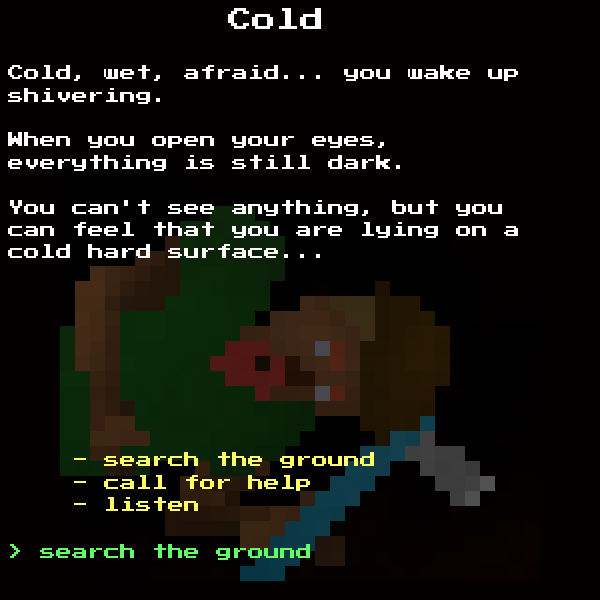 Cold
Cold, wet, afraid... you wake up
shivering.
When you open your eyes,
everything is still dark.
You can't see anything, but you
can feel that you are lying on a
cold hard surface...
- search the ground
- call for help
- listen
> search the ground